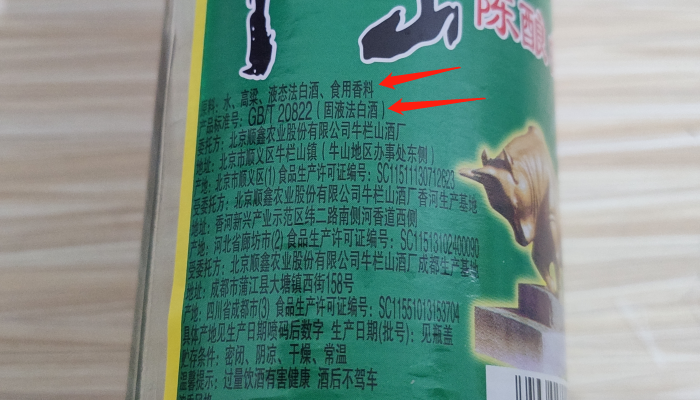 牛山
陈酿
原料：水、高粱、液态法白酒、食用香料
产品标准号：GB/T 20822（固液法白酒）
委托方：北京顺鑫农业股份有限公司牛栏山酒厂
地址：北京市顺义区牛栏山镇（牛山地区办事处东侧）
产地：北京市顺义区(1) 食品生产许可证编号：SC11511130712623
受委托方：北京顺鑫农业股份有限公司牛栏山酒厂香河生产基地
地址：香河新兴产业示范区纬二路南侧河香道西侧
产地：河北省廊坊市(2) 食品生产许可证编号：SC11513102400090
受委托方：北京顺鑫农业股份有限公司牛栏山酒厂成都生产基地
地址：成都市蒲江县大塘镇西街158号
产地：四川省成都市(3) 食品生产许可证编号：SC11551013153704
具体产地见生产日期喷码后数字 生产日期(批号)：见瓶盖
贮存条件：密闭、阴凉、干燥、常温
温馨提示：过量饮酒有害健康 酒后不驾车